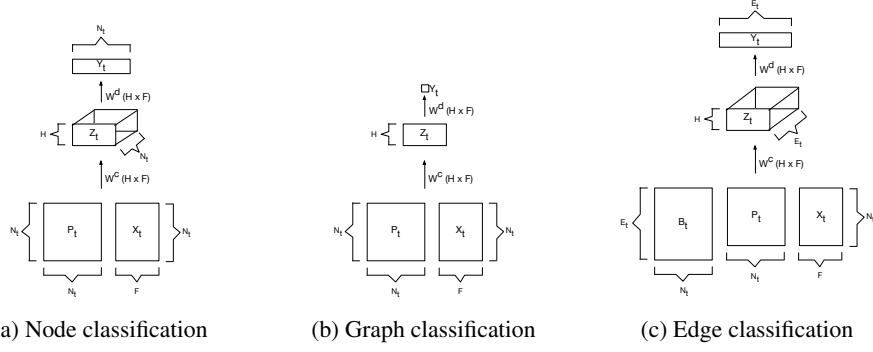 N_t
Y_t
W^d (H x F)
H
Z_t
N_t
W^c (H x F)
N_t
P_t
X_t
N_t
N_t
F
a) Node classification
Y_t
W^d (H x F)
H
Z_t
W^c (H x F)
N_t
P_t
X_t
N_t
N_t
F
(b) Graph classification
E_t
Y_t
W^d (H x F)
H
Z_t
E_t
W^c (H x F)
E_t
B_t
P_t
X_t
N_t
N_t
F
N_t
(c) Edge classification